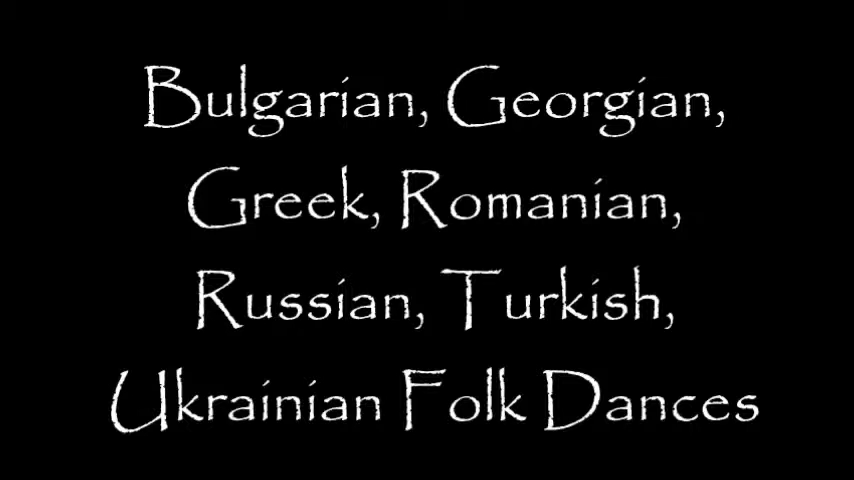 Bulgarian, Georgian,
Greek, Romanian,
Russian, Turkish,
Ukrainian Folk Dances